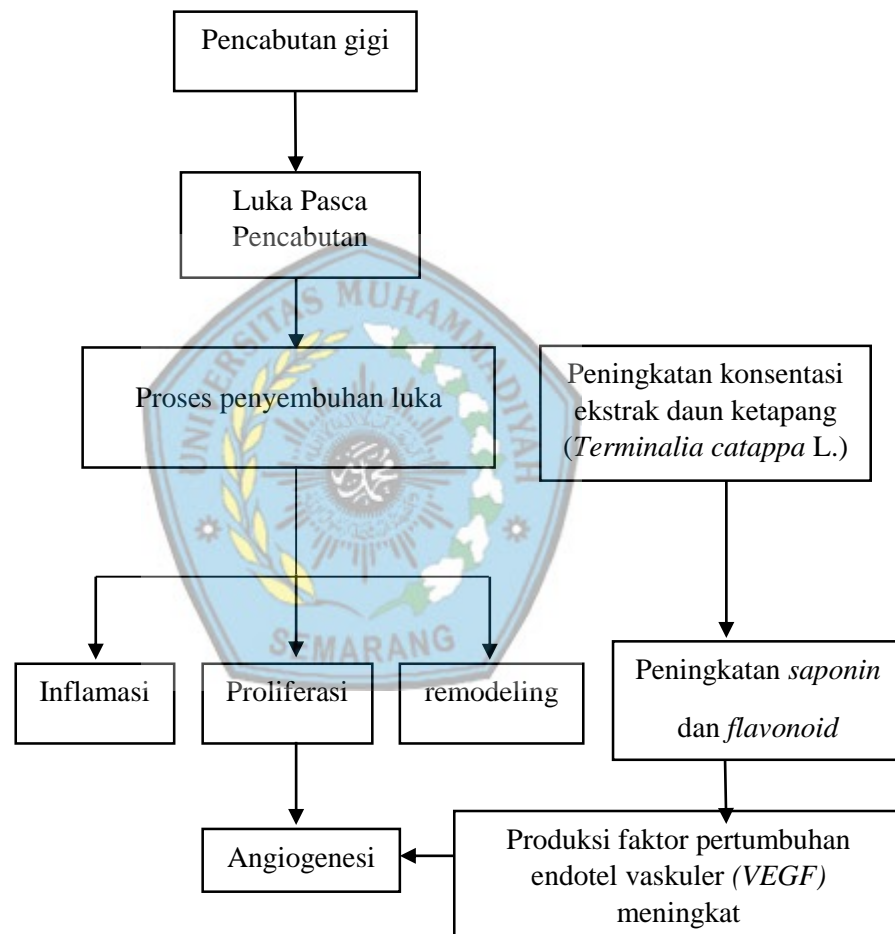 Pencabutan gigi
Luka Pasca
Pencabutan
Proses penyembuhan luka
Peningkatan konsentasi
ekstrak daun ketapang
(Terminalia catappa L.)
UNIVERSITAS MUHAMMADIYAH
SEMARANG
Inflamasi
Proliferasi
remodeling
Peningkatan saponin
dan flavonoid
Angiogenesi
Produksi faktor pertumbuhan
endotel vaskuler (VEGF)
meningkat